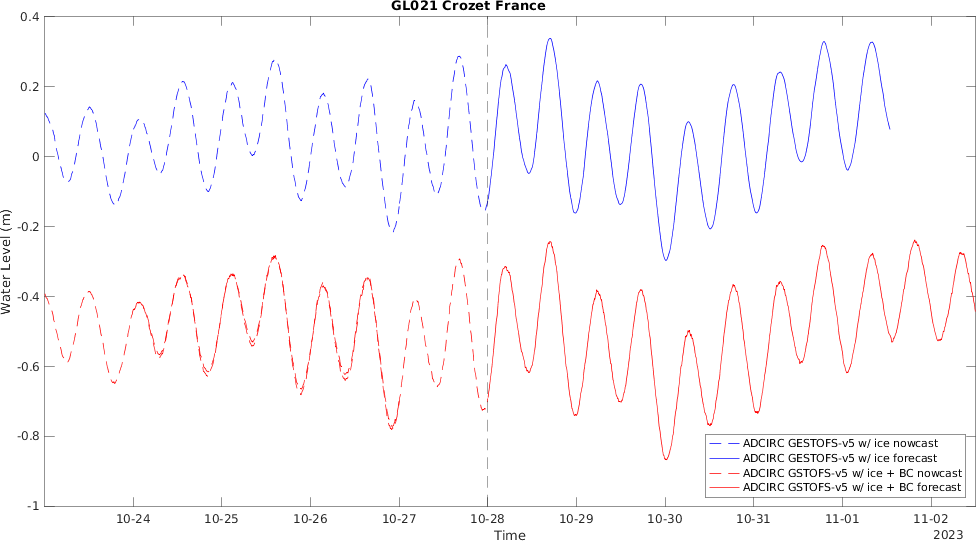 GL021 Crozet France
0.4
0.2
0
-0.2
-0.4
-0.6
-0.8
-1
Water Level (m)
10-24 10-25 10-26 10-27 10-28 10-29 10-30 10-31 11-01 11-02
Time
2023
ADCIRC GESTOFS-v5 w/ ice nowcast
ADCIRC GESTOFS-v5 w/ ice forecast
ADCIRC GSTOFS-v5 w/ ice + BC nowcast
ADCIRC GSTOFS-v5 w/ ice + BC forecast